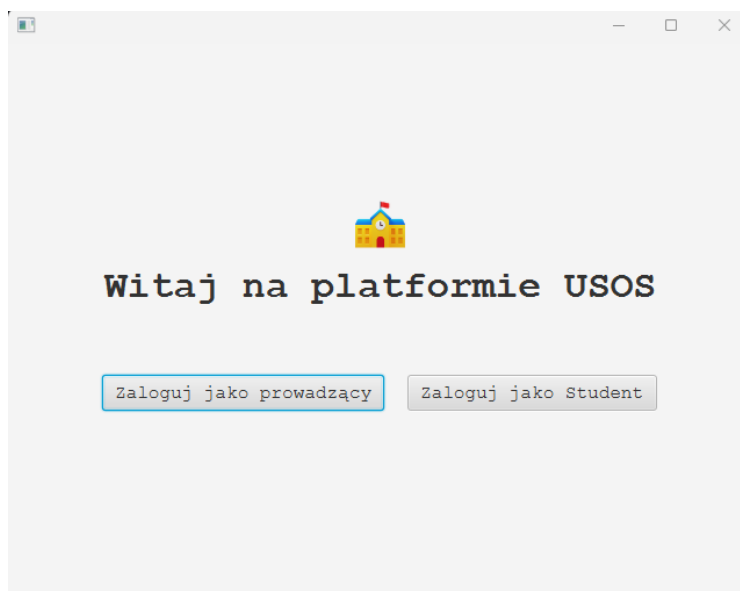 Witaj na platformie USOS
Zaloguj jako prowadzący
Zaloguj jako Student